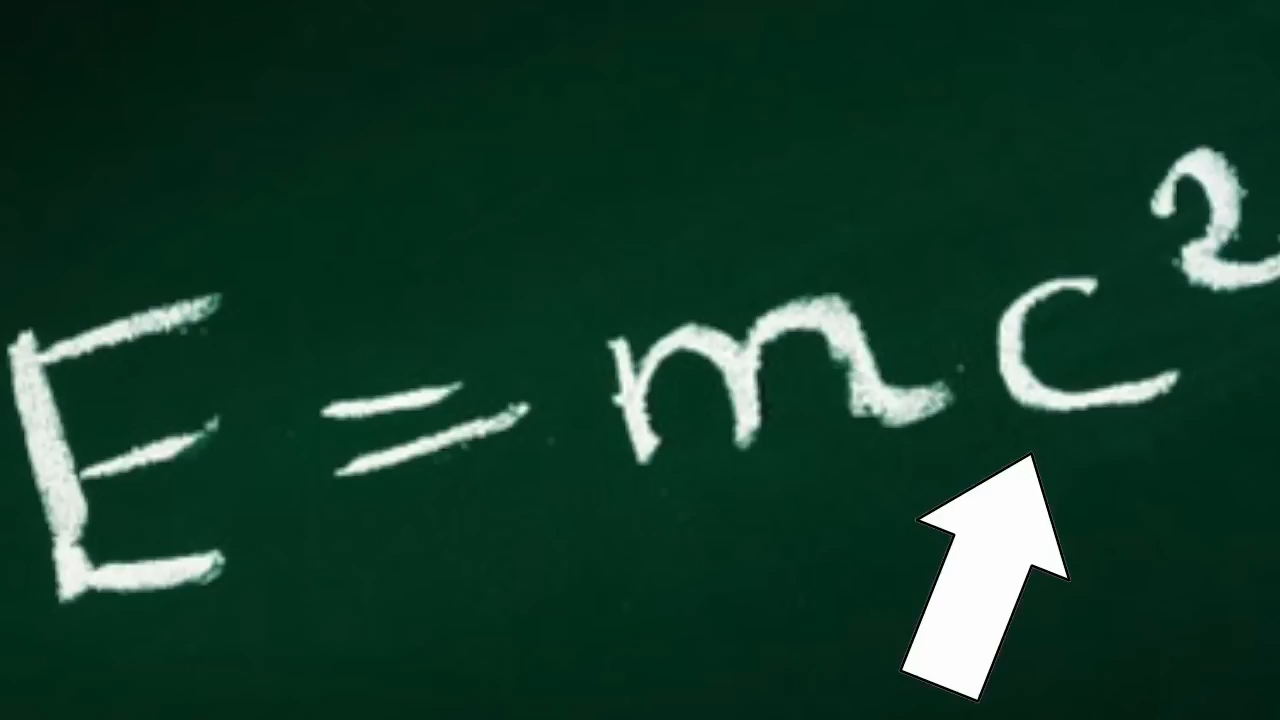 E = mc²